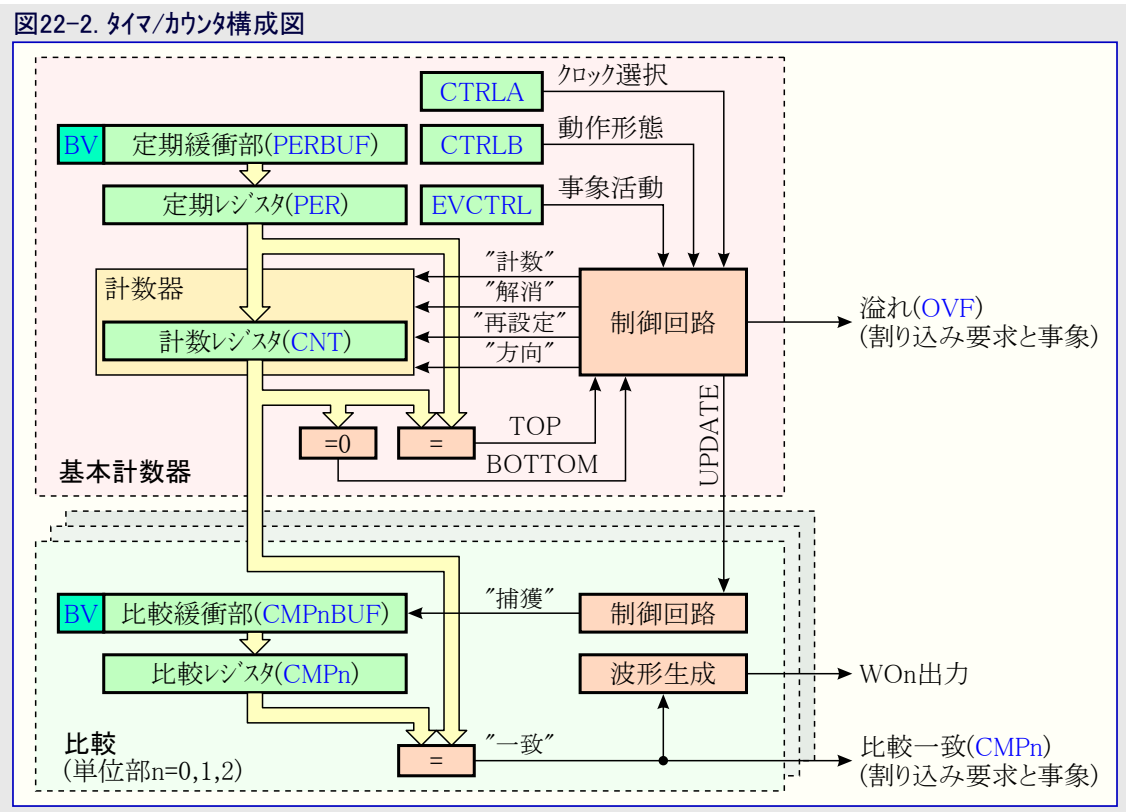 図22-2. タイマ/カウンタ構成図
CTRLA
クロック選択
BV
定期緩衝部(PERBUF)
CTRLB
動作形態
定期レジスタ(PER)
EVCTRL
事象活動
計数器
"計数"
"解消"
"再設定"
"方向"
制御回路
溢れ(OVF)
(割り込み要求と事象)
計数レジスタ(CNT)
=0
=
TOP
BOTTOM
UPDATE
基本計数器
BV
比較緩衝部(CMPnBUF)
"捕獲"
制御回路
比較レジスタ(CMPn)
波形生成
WOn出力
比較
(単位部n=0,1,2)
=
"一致"
比較一致(CMPn)
(割り込み要求と事象)